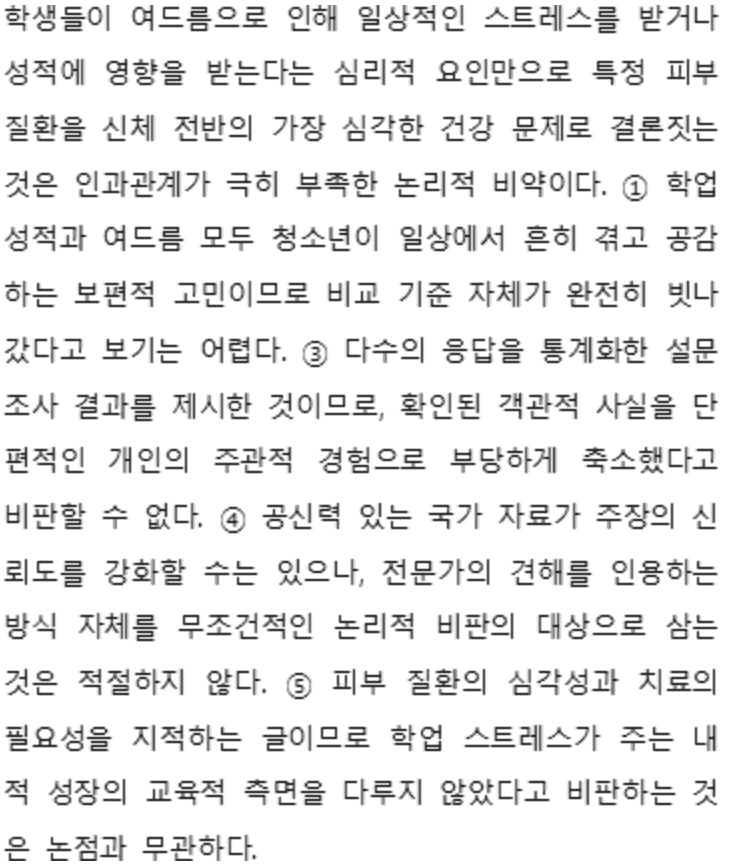 학생들이 여드름으로 인해 일상적인 스트레스를 받거나
성적에 영향을 받는다는 심리적 요인만으로 특정 피부
질환을 신체 전반의 가장 심각한 건강 문제로 결론짓는
것은 인과관계가 극히 부족한 논리적 비약이다. ① 학업
성적과 여드름 모두 청소년이 일상에서 흔히 겪고 공감
하는 보편적 고민이므로 비교 기준 자체가 완전히 빗나
갔다고 보기는 어렵다. ③ 다수의 응답을 통계화한 설문
조사 결과를 제시한 것이므로, 확인된 객관적 사실을 단
편적인 개인의 주관적 경험으로 부당하게 축소했다고
비판할 수 없다. ④ 공신력 있는 국가 자료가 주장의 신
뢰도를 강화할 수는 있으나, 전문가의 견해를 인용하는
방식 자체를 무조건적인 논리적 비판의 대상으로 삼는
것은 적절하지 않다. ⑤ 피부 질환의 심각성과 치료의
필요성을 지적하는 글이므로 학업 스트레스가 주는 내
적 성장의 교육적 측면을 다루지 않았다고 비판하는 것
은 논점과 무관하다.